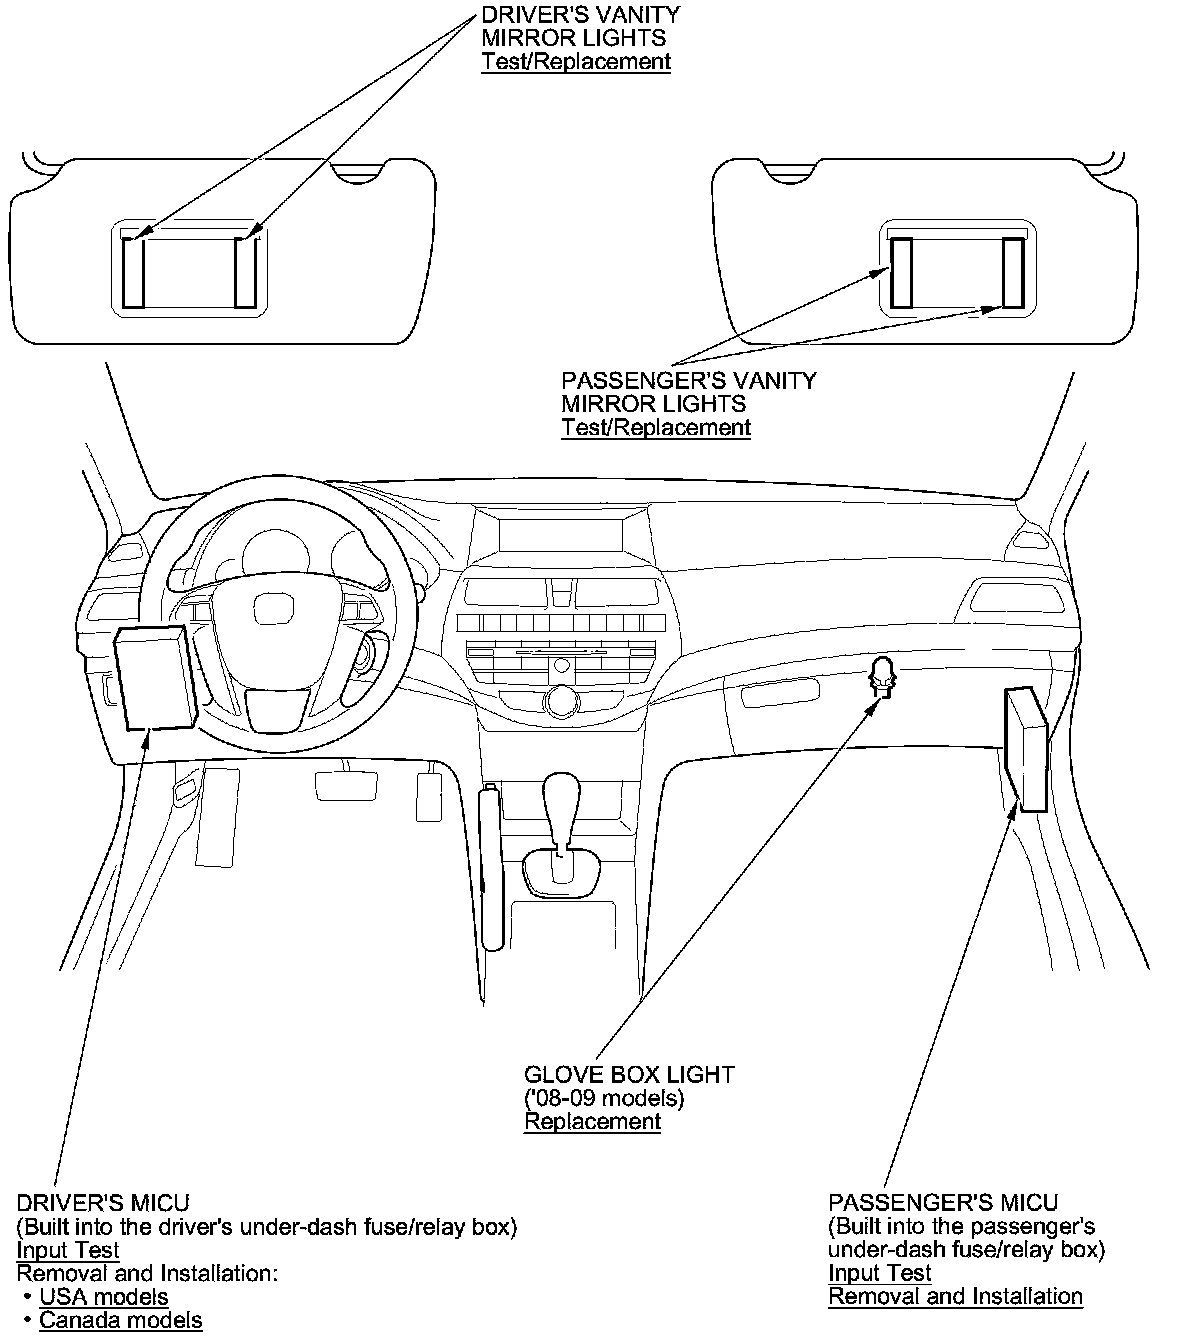 DRIVER'S VANITY
MIRROR LIGHTS
Test/Replacement
PASSENGER'S VANITY
MIRROR LIGHTS
Test/Replacement
GLOVE BOX LIGHT
('08-09 models)
Replacement
DRIVER'S MICU
(Built into the driver's under-dash fuse/relay box)
Input Test
Removal and Installation:
• USA models
• Canada models
PASSENGER'S MICU
(Built into the passenger's
under-dash fuse/relay box)
Input Test
Removal and Installation